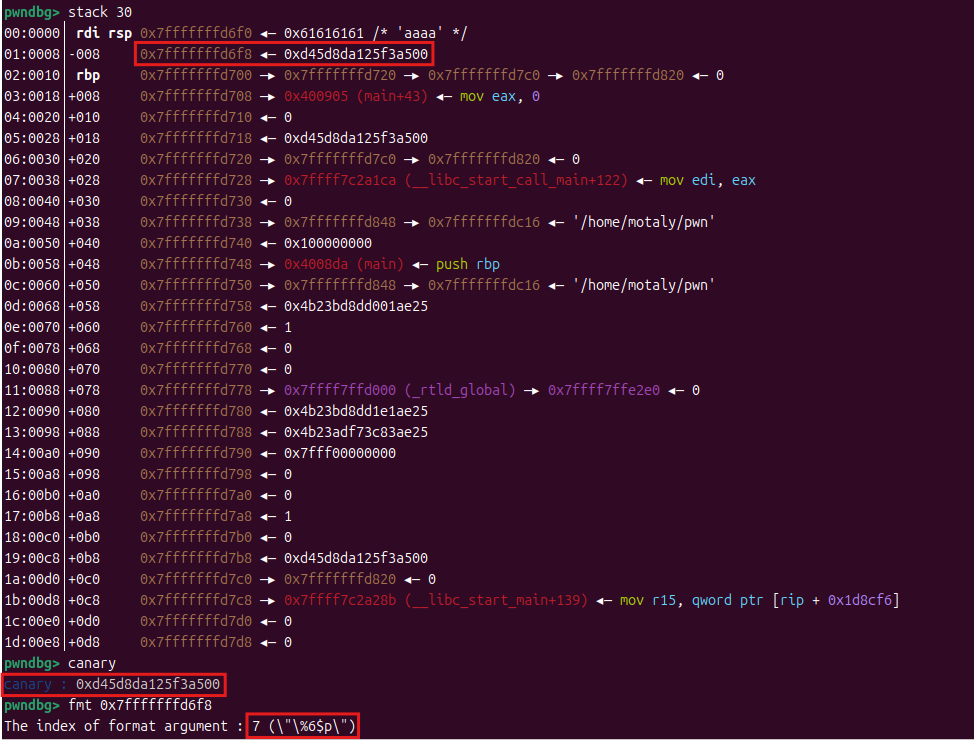 pwndbg> stack 30
00:0000│ rdi rsp 0x7fffffffd6f0 ◂— 0x61616161 /* 'aaaa' */
01:0008│-008 0x7fffffffd6f8 ◂— 0xd45d8da125f3a500
02:0010│ rbp 0x7fffffffd700 —▸ 0x7fffffffd720 —▸ 0x7fffffffd7c0 —▸ 0x7fffffffd820 ◂— 0
03:0018│+008 0x7fffffffd708 —▸ 0x400905 (main+43) ◂— mov eax, 0
04:0020│+010 0x7fffffffd710 ◂— 0
05:0028│+018 0x7fffffffd718 ◂— 0xd45d8da125f3a500
06:0030│+020 0x7fffffffd720 —▸ 0x7fffffffd7c0 —▸ 0x7fffffffd820 ◂— 0
07:0038│+028 0x7fffffffd728 —▸ 0x7ffff7c2a1ca (__libc_start_call_main+122) ◂— mov edi, eax
08:0040│+030 0x7fffffffd730 ◂— 0
09:0048│+038 0x7fffffffd738 —▸ 0x7fffffffd848 —▸ 0x7fffffffdc16 ◂— '/home/motaly/pwn'
0a:0050│+040 0x7fffffffd740 ◂— 0x100000000
0b:0058│+048 0x7fffffffd748 —▸ 0x4008da (main) ◂— push rbp
0c:0060│+050 0x7fffffffd750 —▸ 0x7fffffffd848 —▸ 0x7fffffffdc16 ◂— '/home/motaly/pwn'
0d:0068│+058 0x7fffffffd758 ◂— 0x4b23bd8dd001ae25
0e:0070│+060 0x7fffffffd760 ◂— 1
0f:0078│+068 0x7fffffffd768 ◂— 0
10:0080│+070 0x7fffffffd770 ◂— 0
11:0088│+078 0x7fffffffd778 —▸ 0x7ffff7ffd000 (_rtld_global) —▸ 0x7ffff7ffe2e0 ◂— 0
12:0090│+080 0x7fffffffd780 ◂— 0x4b23bd8dd1e1ae25
13:0098│+088 0x7fffffffd788 ◂— 0x4b23adf73c83ae25
14:00a0│+090 0x7fffffffd790 ◂— 0x7fff00000000
15:00a8│+098 0x7fffffffd798 ◂— 0
16:00b0│+0a0 0x7fffffffd7a0 ◂— 0
17:00b8│+0a8 0x7fffffffd7a8 ◂— 1
18:00c0│+0b0 0x7fffffffd7b0 ◂— 0
19:00c8│+0b8 0x7fffffffd7b8 ◂— 0xd45d8da125f3a500
1a:00d0│+0c0 0x7fffffffd7c0 —▸ 0x7fffffffd820 ◂— 0
1b:00d8│+0c8 0x7fffffffd7c8 —▸ 0x7ffff7c2a28b (__libc_start_main+139) ◂— mov r15, qword ptr [rip + 0x1d8cf6]
1c:00e0│+0d0 0x7fffffffd7d0 ◂— 0
1d:00e8│+0d8 0x7fffffffd7d8 ◂— 0
pwndbg> canary
canary : 0xd45d8da125f3a500
pwndbg> fmt 0x7fffffffd6f8
The index of format argument : 7 (\"\%6$p\")